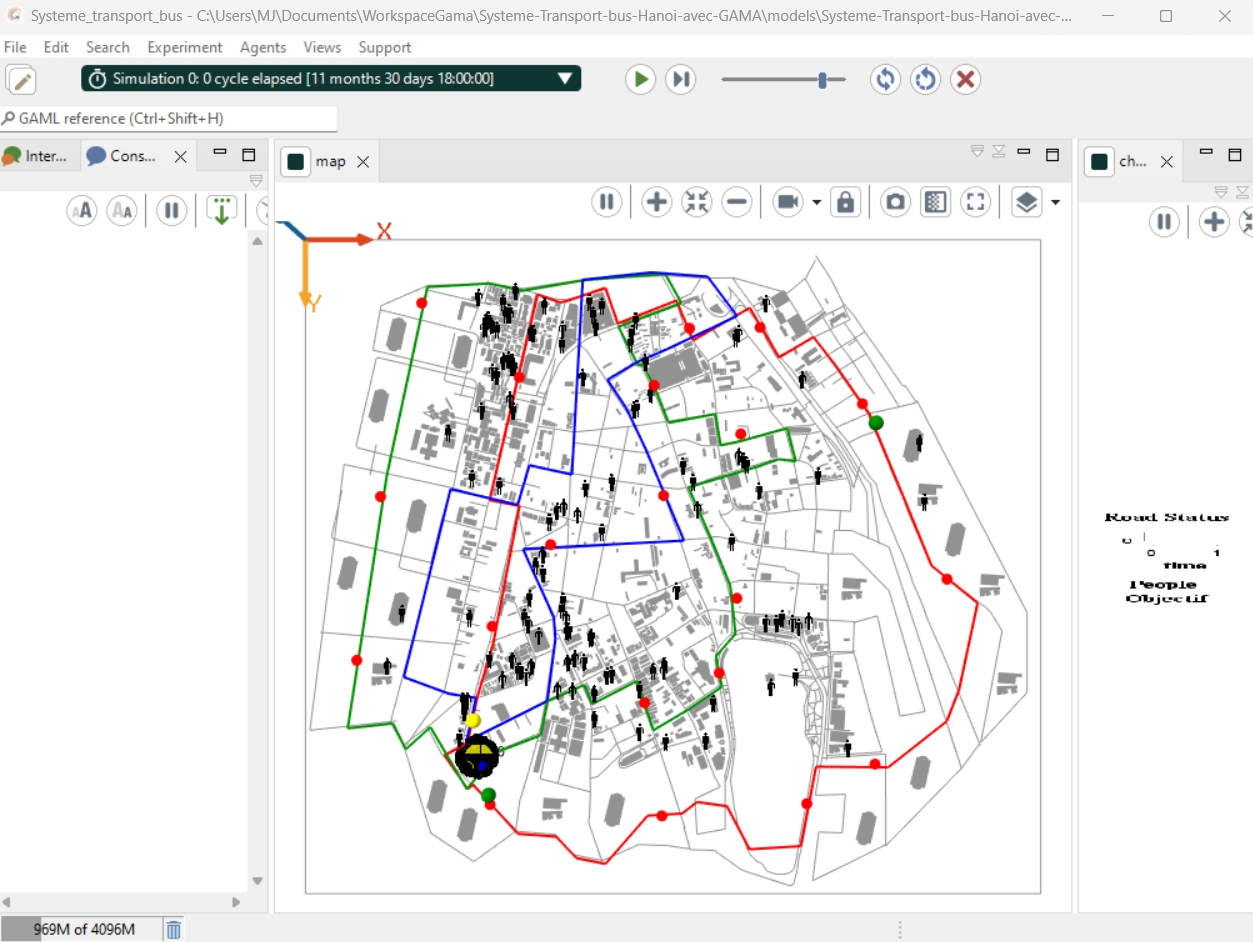 Systeme_transport_bus - C:\Users\MJ\Documents\WorkspaceGama\Systeme-Transport-bus-Hanoi-avec-GAMA\models\Systeme-Transport-bus-Hanoi-avec-...
File Edit Search Experiment Agents Views Support
Simulation 0: 0 cycle elapsed [11 months 30 days 18:00:00]
GAML reference (Ctrl+Shift+H)
Inter... Cons... map ch...
AA AA
X
Y
Road Status
0
0 1
time
People
Objectif
969M of 4096M